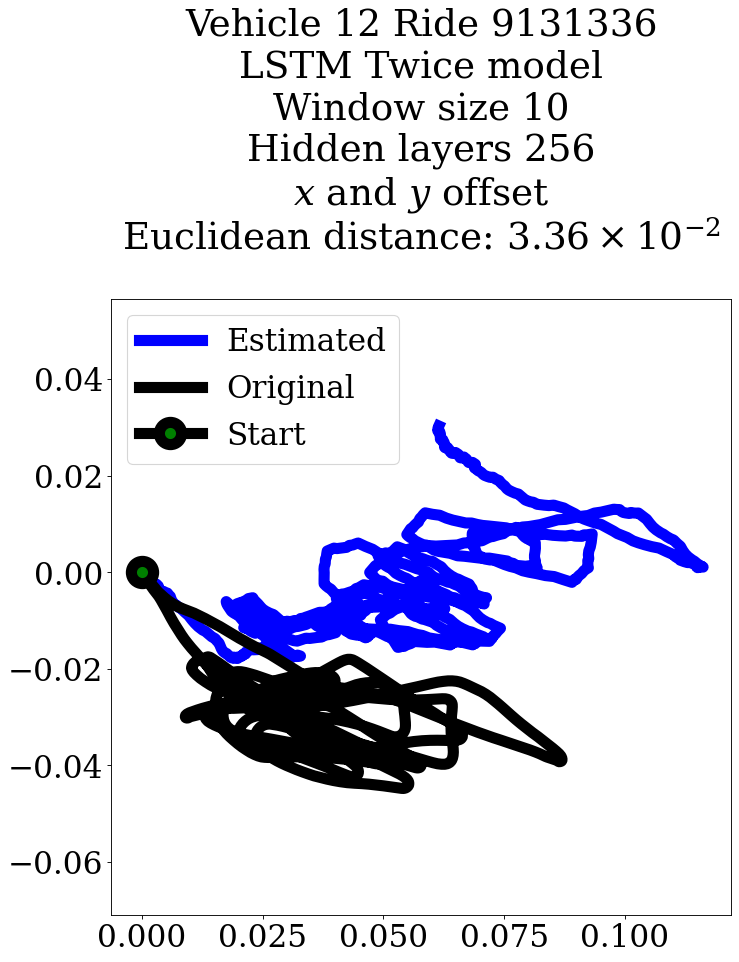 Vehicle 12 Ride 9131336
LSTM Twice model
Window size 10
Hidden layers 256
x and y offset
Euclidean distance: 3.36 × 10⁻²
Estimated
Original
Start
0.04
0.02
0.00
−0.02
−0.04
−0.06
0.000 0.025 0.050 0.075 0.100